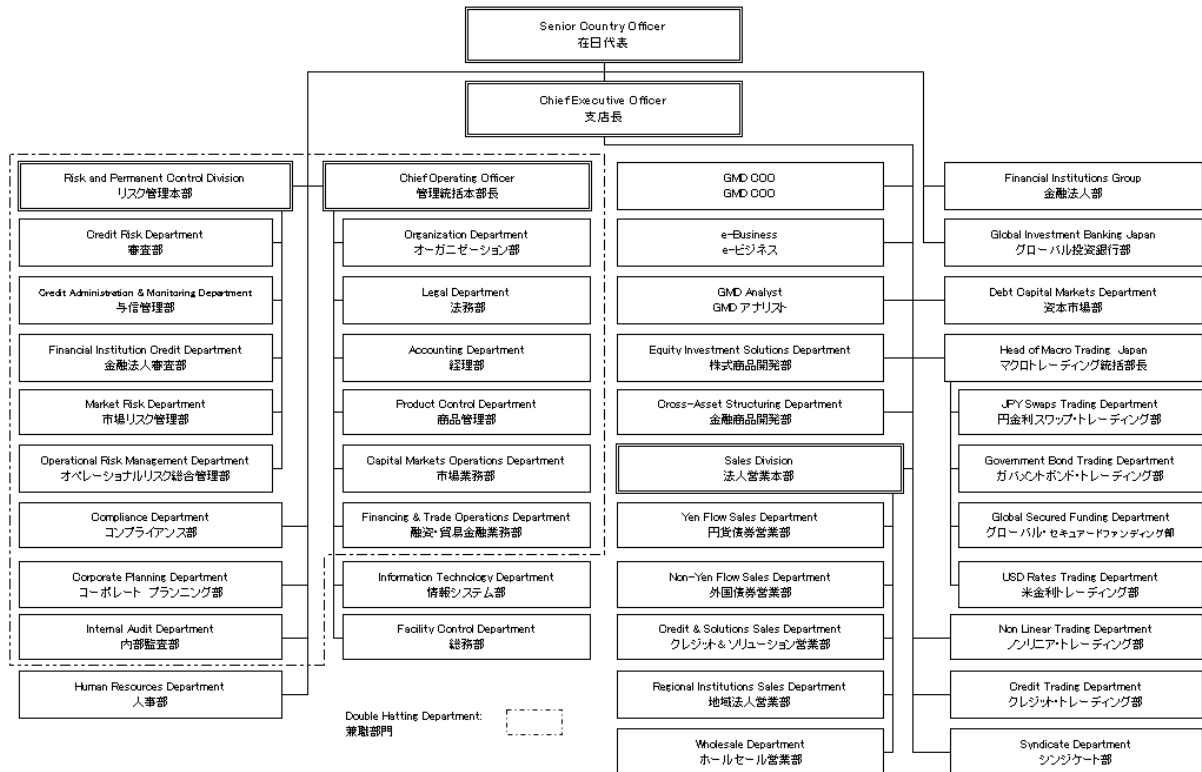 Senior Country Officer
在日代表
Chief Executive Officer
支店長
Risk and Permanent Control Division
リスク管理本部
Credit Risk Department
審査部
Credit Administration & Monitoring Department
与信管理部
Financial Institution Credit Department
金融法人審査部
Market Risk Department
市場リスク管理部
Operational Risk Management Department
オペレーショナルリスク総合管理部
Compliance Department
コンプライアンス部
Corporate Planning Department
コーポレート プランニング部
Internal Audit Department
内部監査部
Human Resources Department
人事部
Chief Operating Officer
管理統括本部長
Organization Department
オーガニゼーション部
Legal Department
法務部
Accounting Department
経理部
Product Control Department
商品管理部
Capital Markets Operations Department
市場業務部
Financing & Trade Operations Department
融資・貿易金融業務部
Information Technology Department
情報システム部
Facility Control Department
総務部
Double Hatting Department:
兼職部門
GMD COO
GMD COO
e-Business
e-ビジネス
GMD Analyst
GMD アナリスト
Equity Investment Solutions Department
株式商品開発部
Cross-Asset Structuring Department
金融商品開発部
Sales Division
法人営業本部
Yen Flow Sales Department
円貨債券営業部
Non-Yen Flow Sales Department
外国債券営業部
Credit & Solutions Sales Department
クレジット&ソリューション営業部
Regional Institutions Sales Department
地域法人営業部
Wholesale Department
ホールセール営業部
Financial Institutions Group
金融法人部
Global Investment Banking Japan
グローバル投資銀行部
Debt Capital Markets Department
資本市場部
Head of Macro Trading Japan
マクロトレーディング統括部長
JPY Swaps Trading Department
円金利スワップ・トレーディング部
Government Bond Trading Department
ガバメントボンド・トレーディング部
Global Secured Funding Department
グローバル・セキュアードファンディング部
USD Rates Trading Department
米金利トレーディング部
Non Linear Trading Department
ノンリニア・トレーディング部
Credit Trading Department
クレジット・トレーディング部
Syndicate Department
シンジケート部